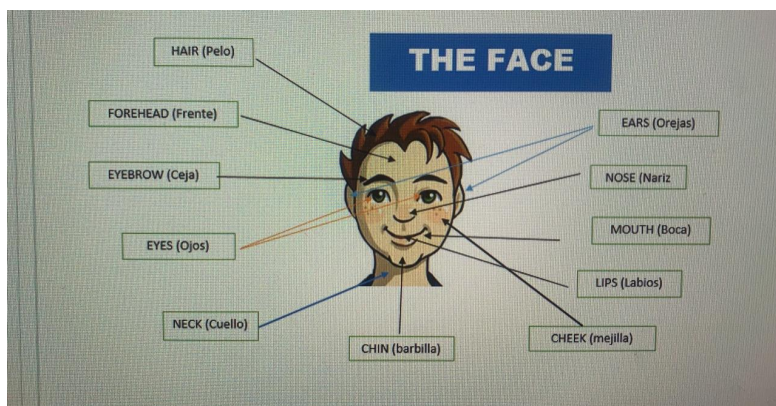 HAIR (Pelo)
THE FACE
FOREHEAD (Frente)
EARS (Orejas)
EYEBROW (Ceja)
NOSE (Nariz
MOUTH (Boca)
EYES (Ojos)
LIPS (Labios)
NECK (Cuello)
CHIN (barbilla)
CHEEK (mejilla)